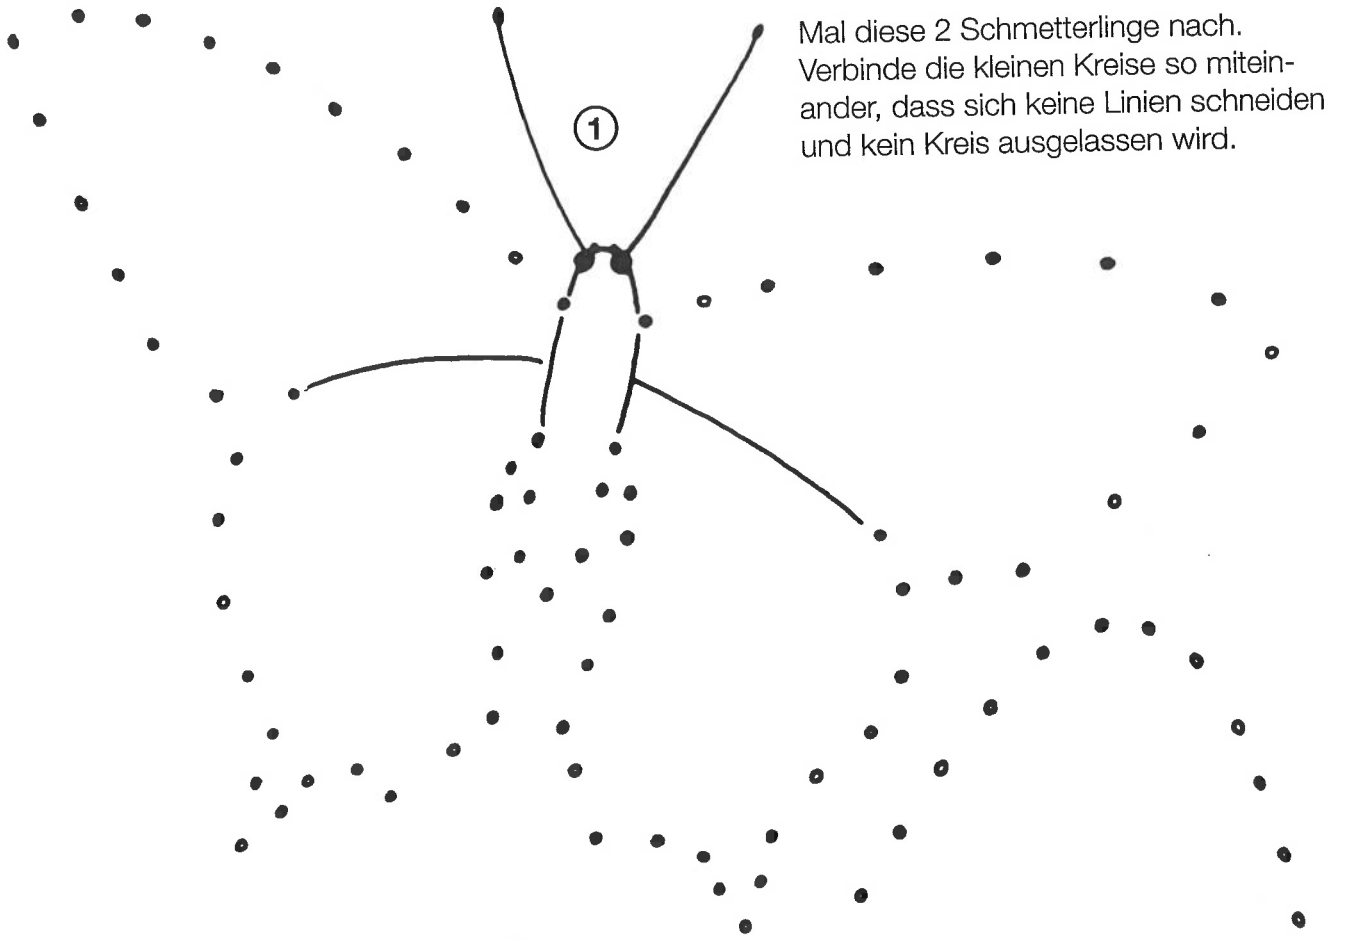 Mal diese 2 Schmetterlinge nach.
Verbinde die kleinen Kreise so mitein-
ander, dass sich keine Linien schneiden
und kein Kreis ausgelassen wird.
1